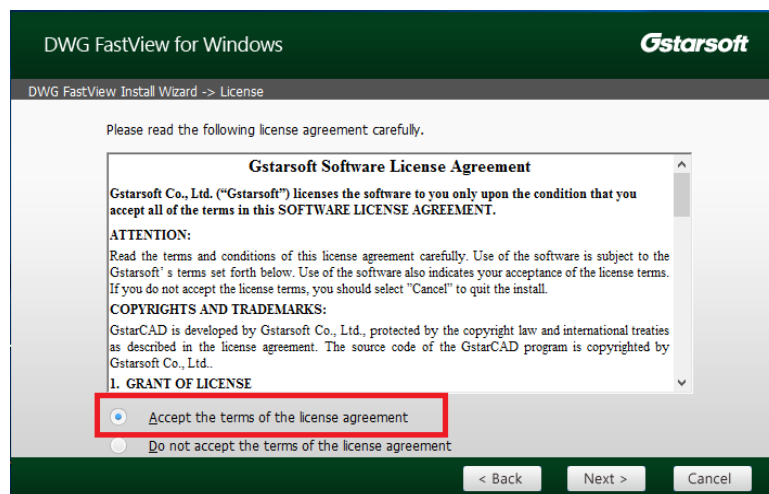 DWG FastView for Windows
Gstarsoft
DWG FastView Install Wizard -> License
Please read the following license agreement carefully.
Gstarsoft Software License Agreement
Gstarsoft Co., Ltd. (“Gstarsoft”) licenses the software to you only upon the condition that you
accept all of the terms in this SOFTWARE LICENSE AGREEMENT.
ATTENTION:
Read the terms and conditions of this license agreement carefully. Use of the software is subject to the
Gstarsoft’ s terms set forth below. Use of the software also indicates your acceptance of the license terms.
If you do not accept the license terms, you should select ”Cancel” to quit the install.
COPYRIGHTS AND TRADEMARKS:
GstarCAD is developed by Gstarsoft Co., Ltd., protected by the copyright law and international treaties
as described in the license agreement. The source code of the GstarCAD program is copyrighted by
Gstarsoft Co., Ltd..
1. GRANT OF LICENSE
Accept the terms of the license agreement
Do not accept the terms of the license agreement
< Back
Next >
Cancel